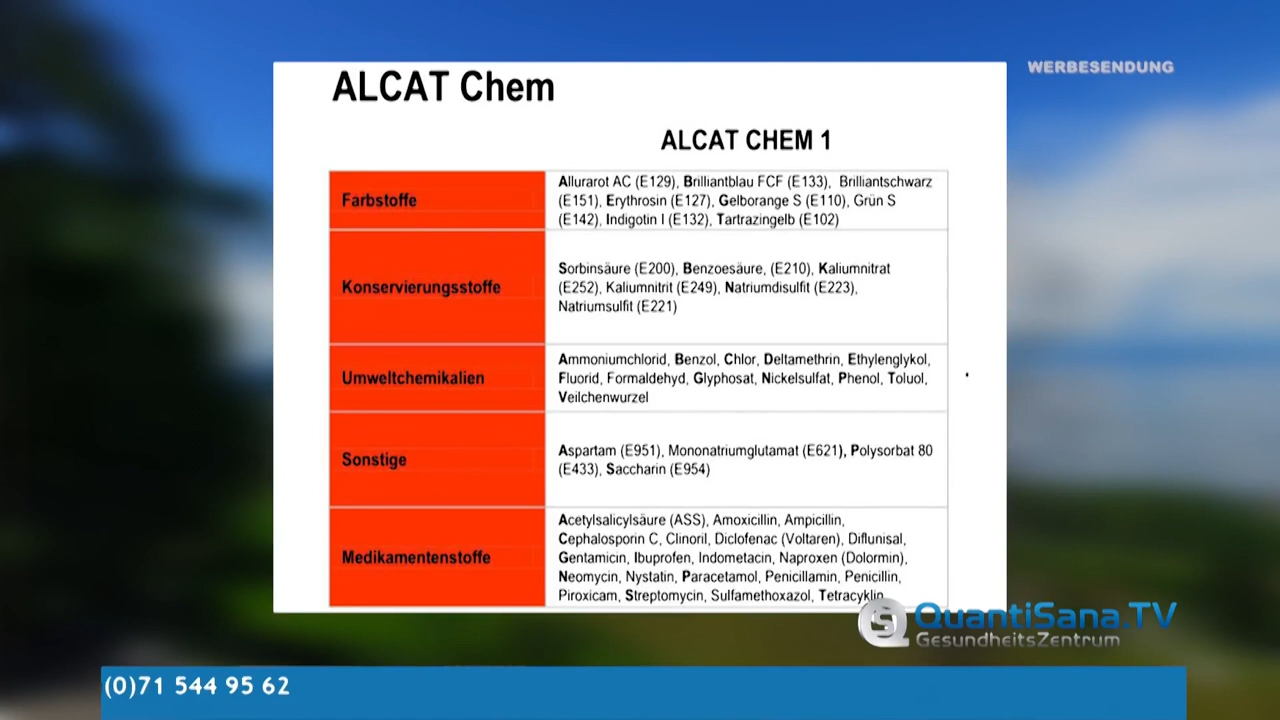 ALCAT Chem
WERBESENDUNG
ALCAT CHEM 1
Farbstoffe
Allurarot AC (E129), Brilliantblau FCF (E133), Brilliantschwarz
(E151), Erythrosin (E127), Gelborange S (E110), Grün S
(E142), Indigotin I (E132), Tartrazingelb (E102)
Konservierungsstoffe
Sorbinsäure (E200), Benzoesäure, (E210), Kaliumnitrat
(E252), Kaliumnitrit (E249), Natriumdisulfit (E223),
Natriumsulfit (E221)
Umweltchemikalien
Ammoniumchlorid, Benzol, Chlor, Deltamethrin, Ethylenglykol,
Fluorid, Formaldehyd, Glyphosat, Nickelsulfat, Phenol, Toluol,
Veilchenwurzel
Sonstige
Aspartam (E951), Mononatriumglutamat (E621), Polysorbat 80
(E433), Saccharin (E954)
Medikamentenstoffe
Acetylsalicylsäure (ASS), Amoxicillin, Ampicillin,
Cephalosporin C, Clinoril, Diclofenac (Voltaren), Diflunisal,
Gentamicin, Ibuprofen, Indometacin, Naproxen (Dolormin),
Neomycin, Nystatin, Paracetamol, Penicillamin, Penicillin,
Piroxicam, Streptomycin, Sulfamethoxazol, Tetracyklin
QuantiSana.TV
GesundheitsZentrum
(0)71 544 95 62